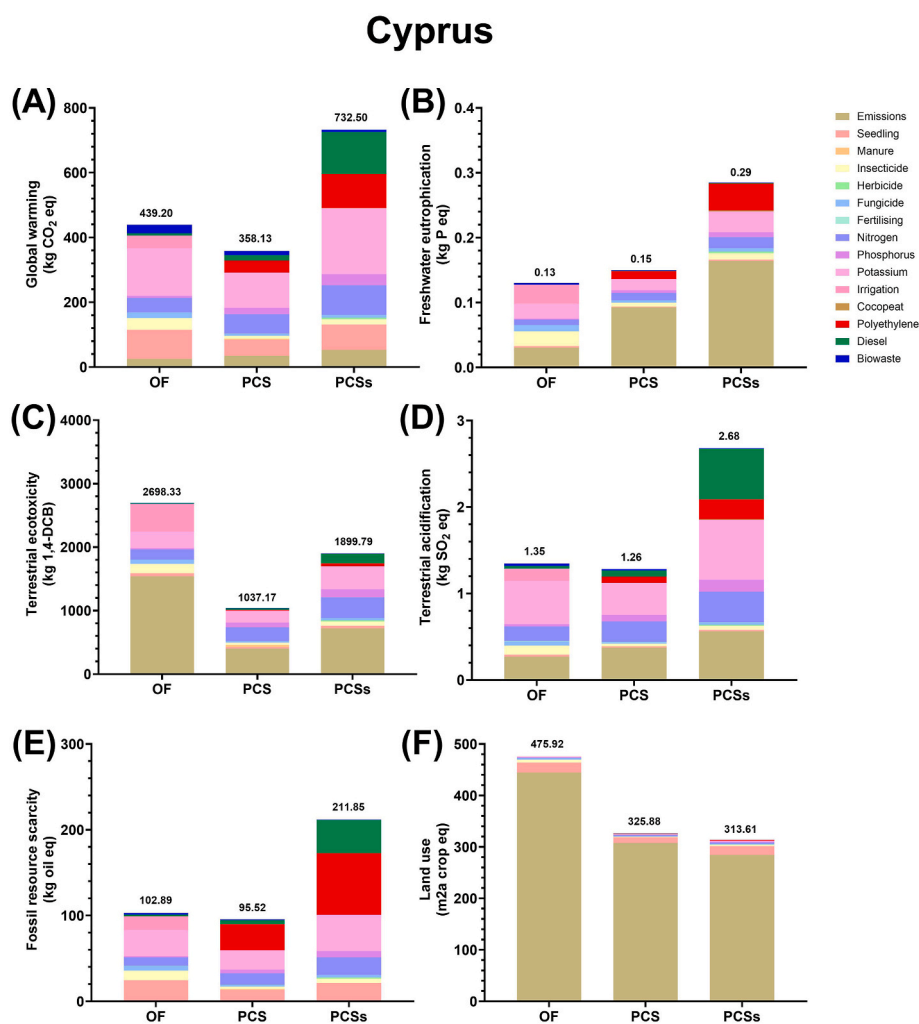 Cyprus
(A)
Global warming
(kg CO₂ eq)
800
600
400
200
0
439.20
358.13
732.50
OF
PCS
PCSs
(B)
Freshwater eutrophication
(kg P eq)
0.4
0.3
0.2
0.1
0.0
0.13
0.15
0.29
OF
PCS
PCSs
Emissions
Seedling
Manure
Insecticide
Herbicide
Fungicide
Fertilising
Nitrogen
Phosphorus
Potassium
Irrigation
Cocopeat
Polyethylene
Diesel
Biowaste
(C)
Terrestrial ecotoxicity
(kg 1,4-DCB)
4000
3000
2000
1000
0
2698.33
1037.17
1899.79
OF
PCS
PCSs
(D)
Terrestrial acidification
(kg SO₂ eq)
3
2
1
0
1.35
1.26
2.68
OF
PCS
PCSs
(E)
Fossil resource scarcity
(kg oil eq)
300
200
100
0
102.89
95.52
211.85
OF
PCS
PCSs
(F)
Land use
(m2a crop eq)
500
400
300
200
100
0
475.92
325.88
313.61
OF
PCS
PCSs